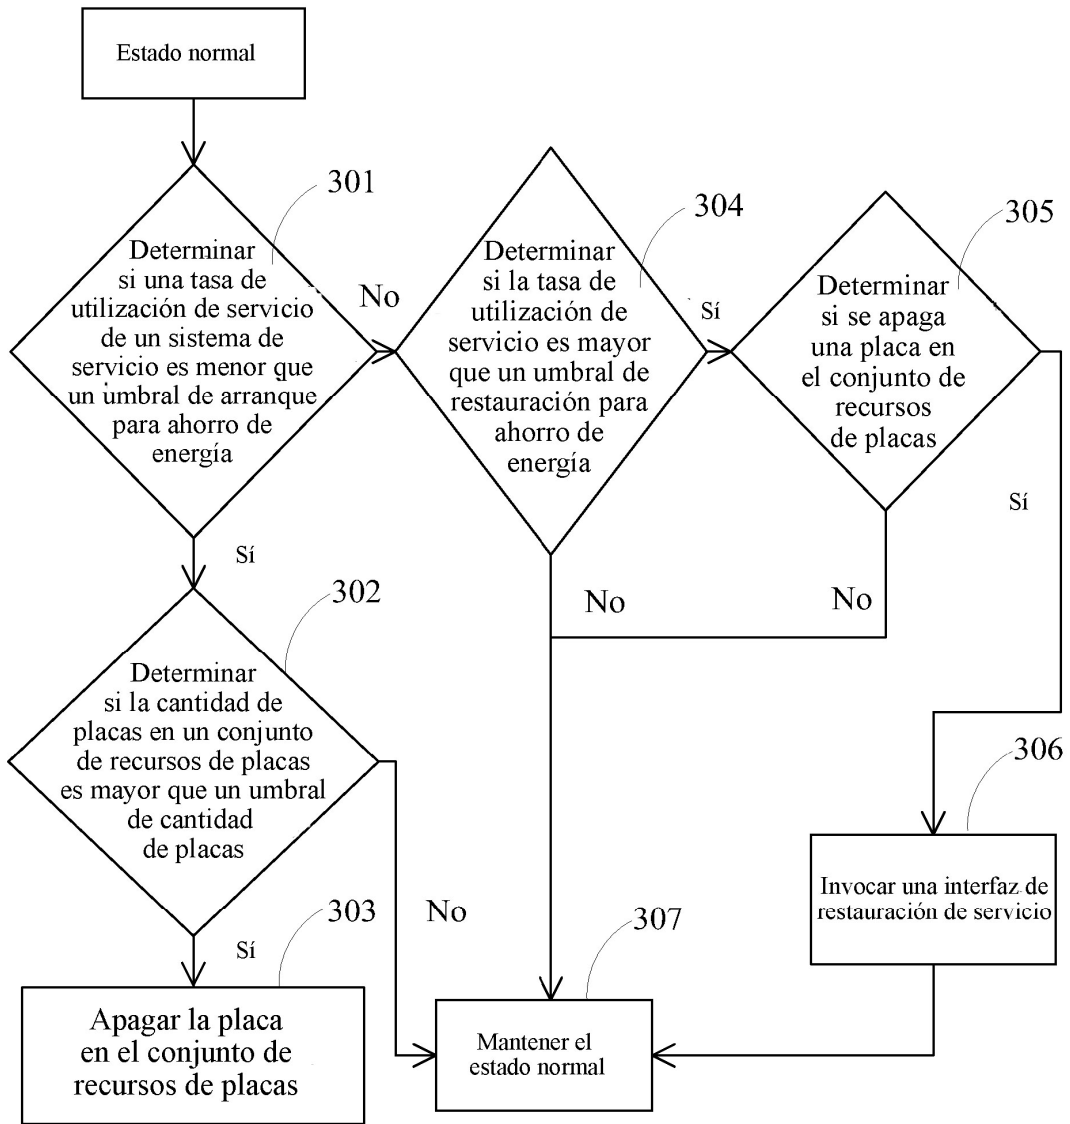 Estado normal
301
Determinar
si una tasa de
utilización de servicio
de un sistema de
servicio es menor que
un umbral de arranque
para ahorro de
energía
No
304
Determinar
si la tasa de
utilización de
servicio es mayor
que un umbral de
restauración para
ahorro de
energía
Sí
305
Determinar
si se apaga
una placa en
el conjunto de
recursos
de placas
Sí
Sí
No
No
302
Determinar
si la cantidad de
placas en un conjunto
de recursos de placas
es mayor que un umbral
de cantidad
de placas
306
Invocar una interfaz de
restauración de servicio
No
Sí
303
Apagar la placa
en el conjunto de
recursos de placas
307
Mantener el
estado normal